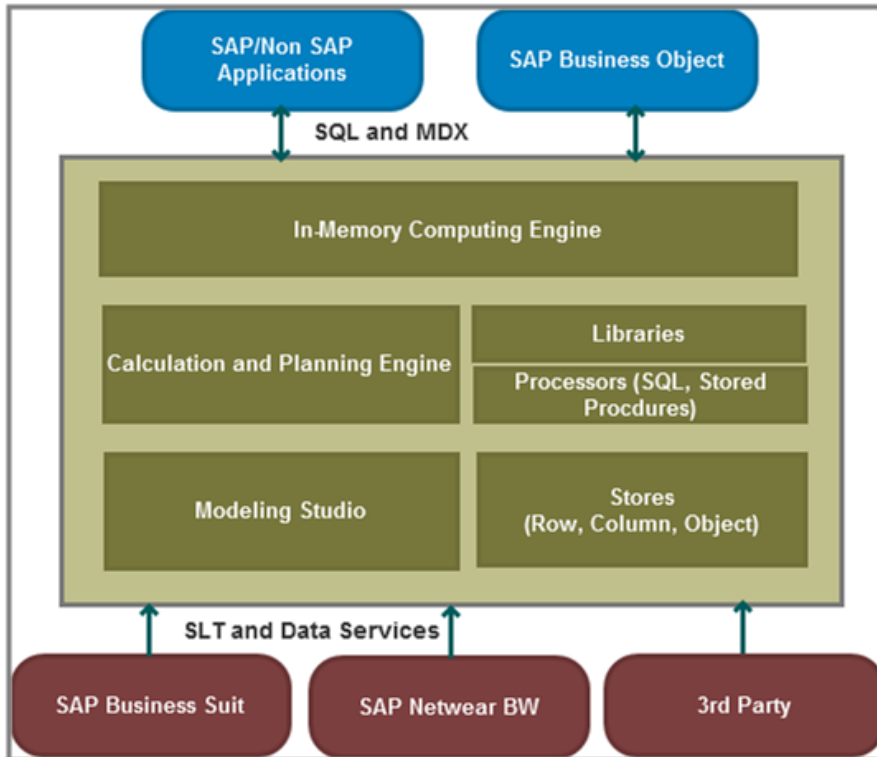 SAP/Non SAP
Applications
SAP Business Object
SQL and MDX
In-Memory Computing Engine
Calculation and Planning Engine
Libraries
Processors (SQL, Stored
Procdures)
Modeling Studio
Stores
(Row, Column, Object)
SLT and Data Services
SAP Business Suit
SAP Netwear BW
3rd Party